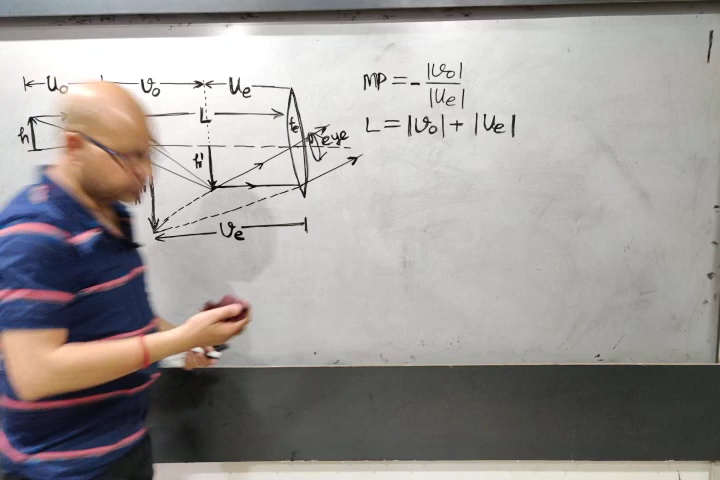 u₀ v₀ uₑ
L
h fₑ eye
h'
vₑ
MP = - |v₀| / |uₑ|
L = |v₀| + |uₑ|